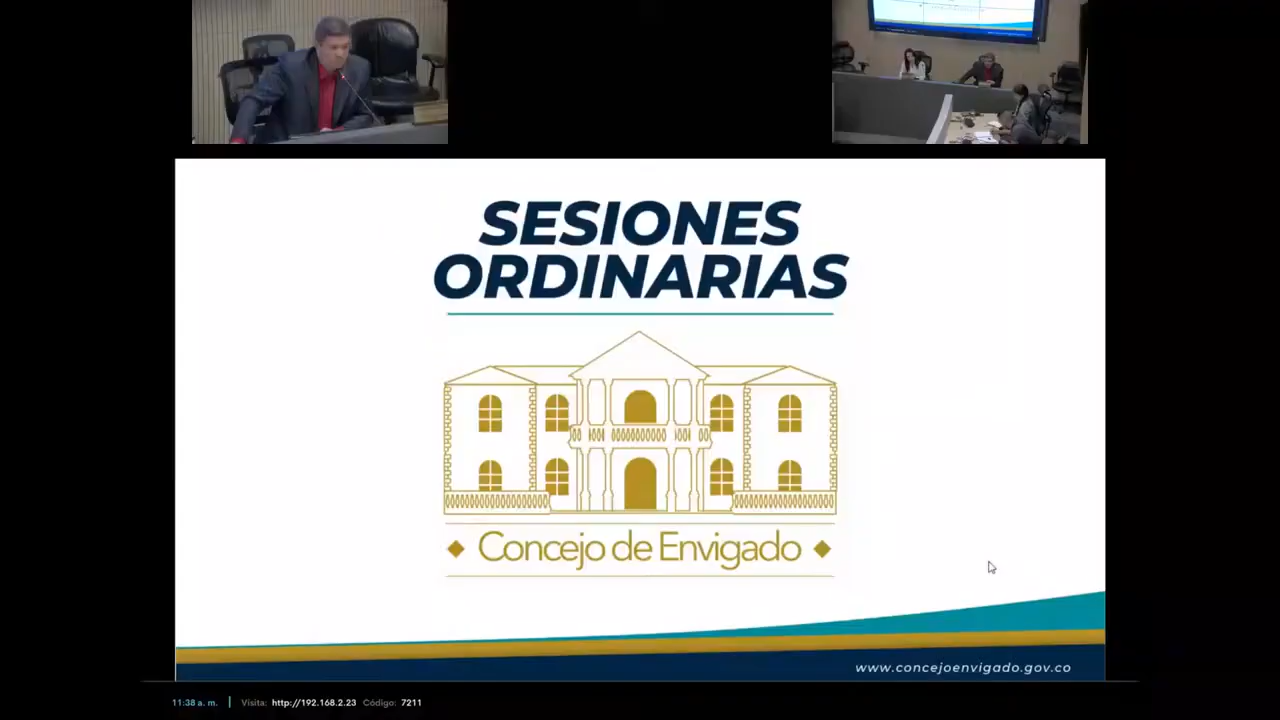 SESIONES
ORDINARIAS
Concejo de Envigado
www.concejoenvigado.gov.co
11:38 a. m. | Visita: http://192.168.2.23 Código: 7211